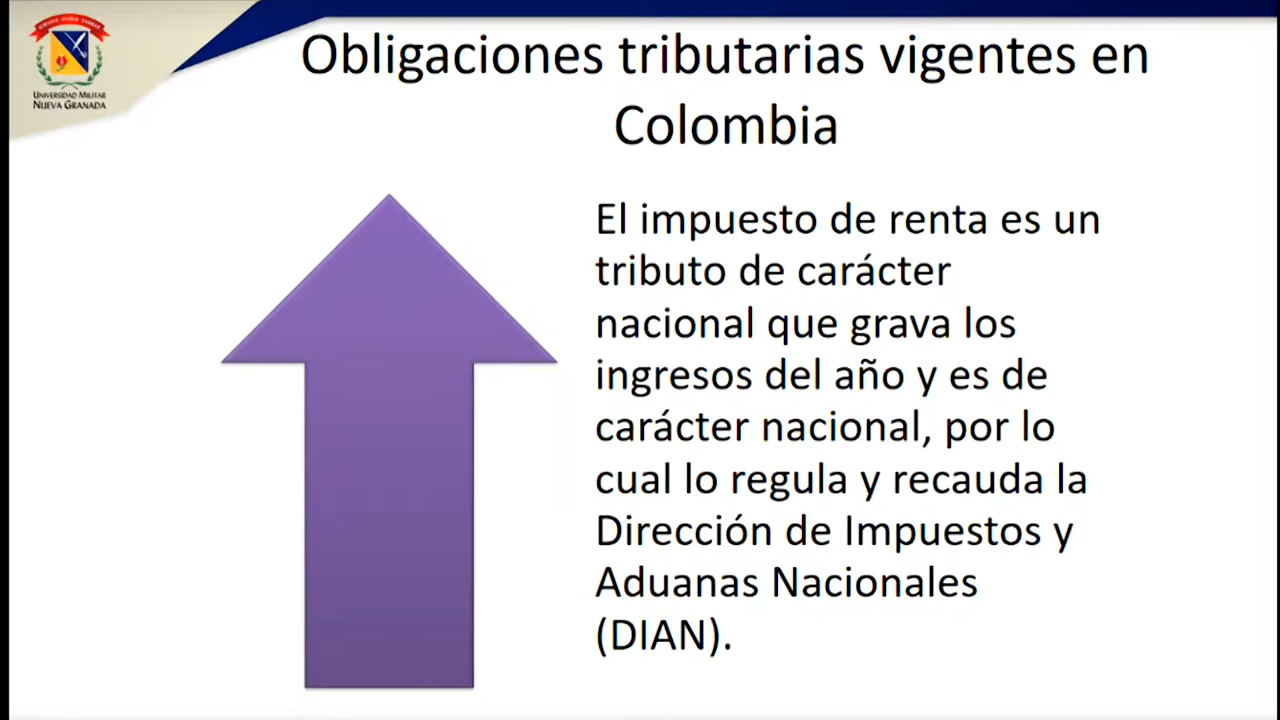 UNIVERSIDAD MILITAR
NUEVA GRANADA
Obligaciones tributarias vigentes en
Colombia
El impuesto de renta es un
tributo de carácter
nacional que grava los
ingresos del año y es de
carácter nacional, por lo
cual lo regula y recauda la
Dirección de Impuestos y
Aduanas Nacionales
(DIAN).